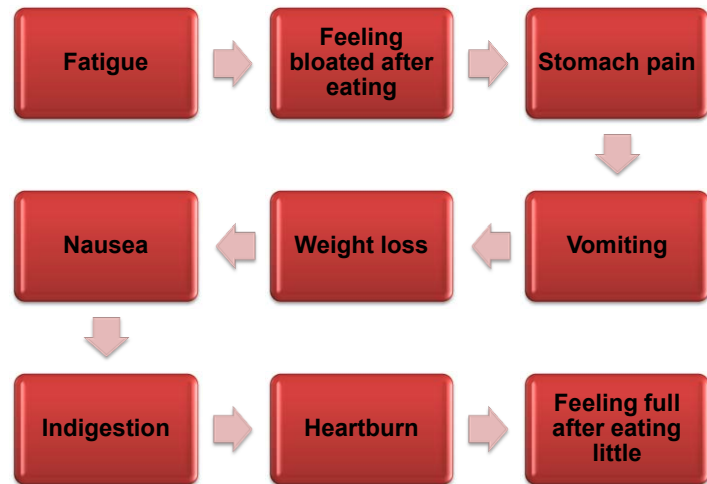 Fatigue
Feeling
bloated after
eating
Stomach pain
Vomiting
Weight loss
Nausea
Indigestion
Heartburn
Feeling full
after eating
little